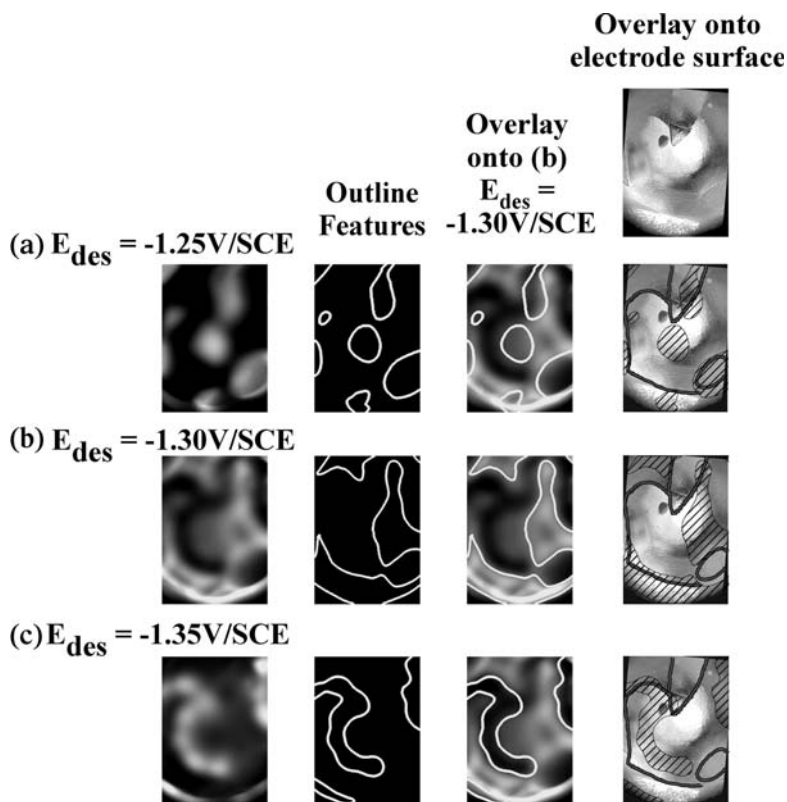 Overlay onto
electrode surface
Overlay
onto (b)
E_des =
-1.30V/SCE
Outline
Features
(a) E_des = -1.25V/SCE
(b) E_des = -1.30V/SCE
(c) E_des = -1.35V/SCE